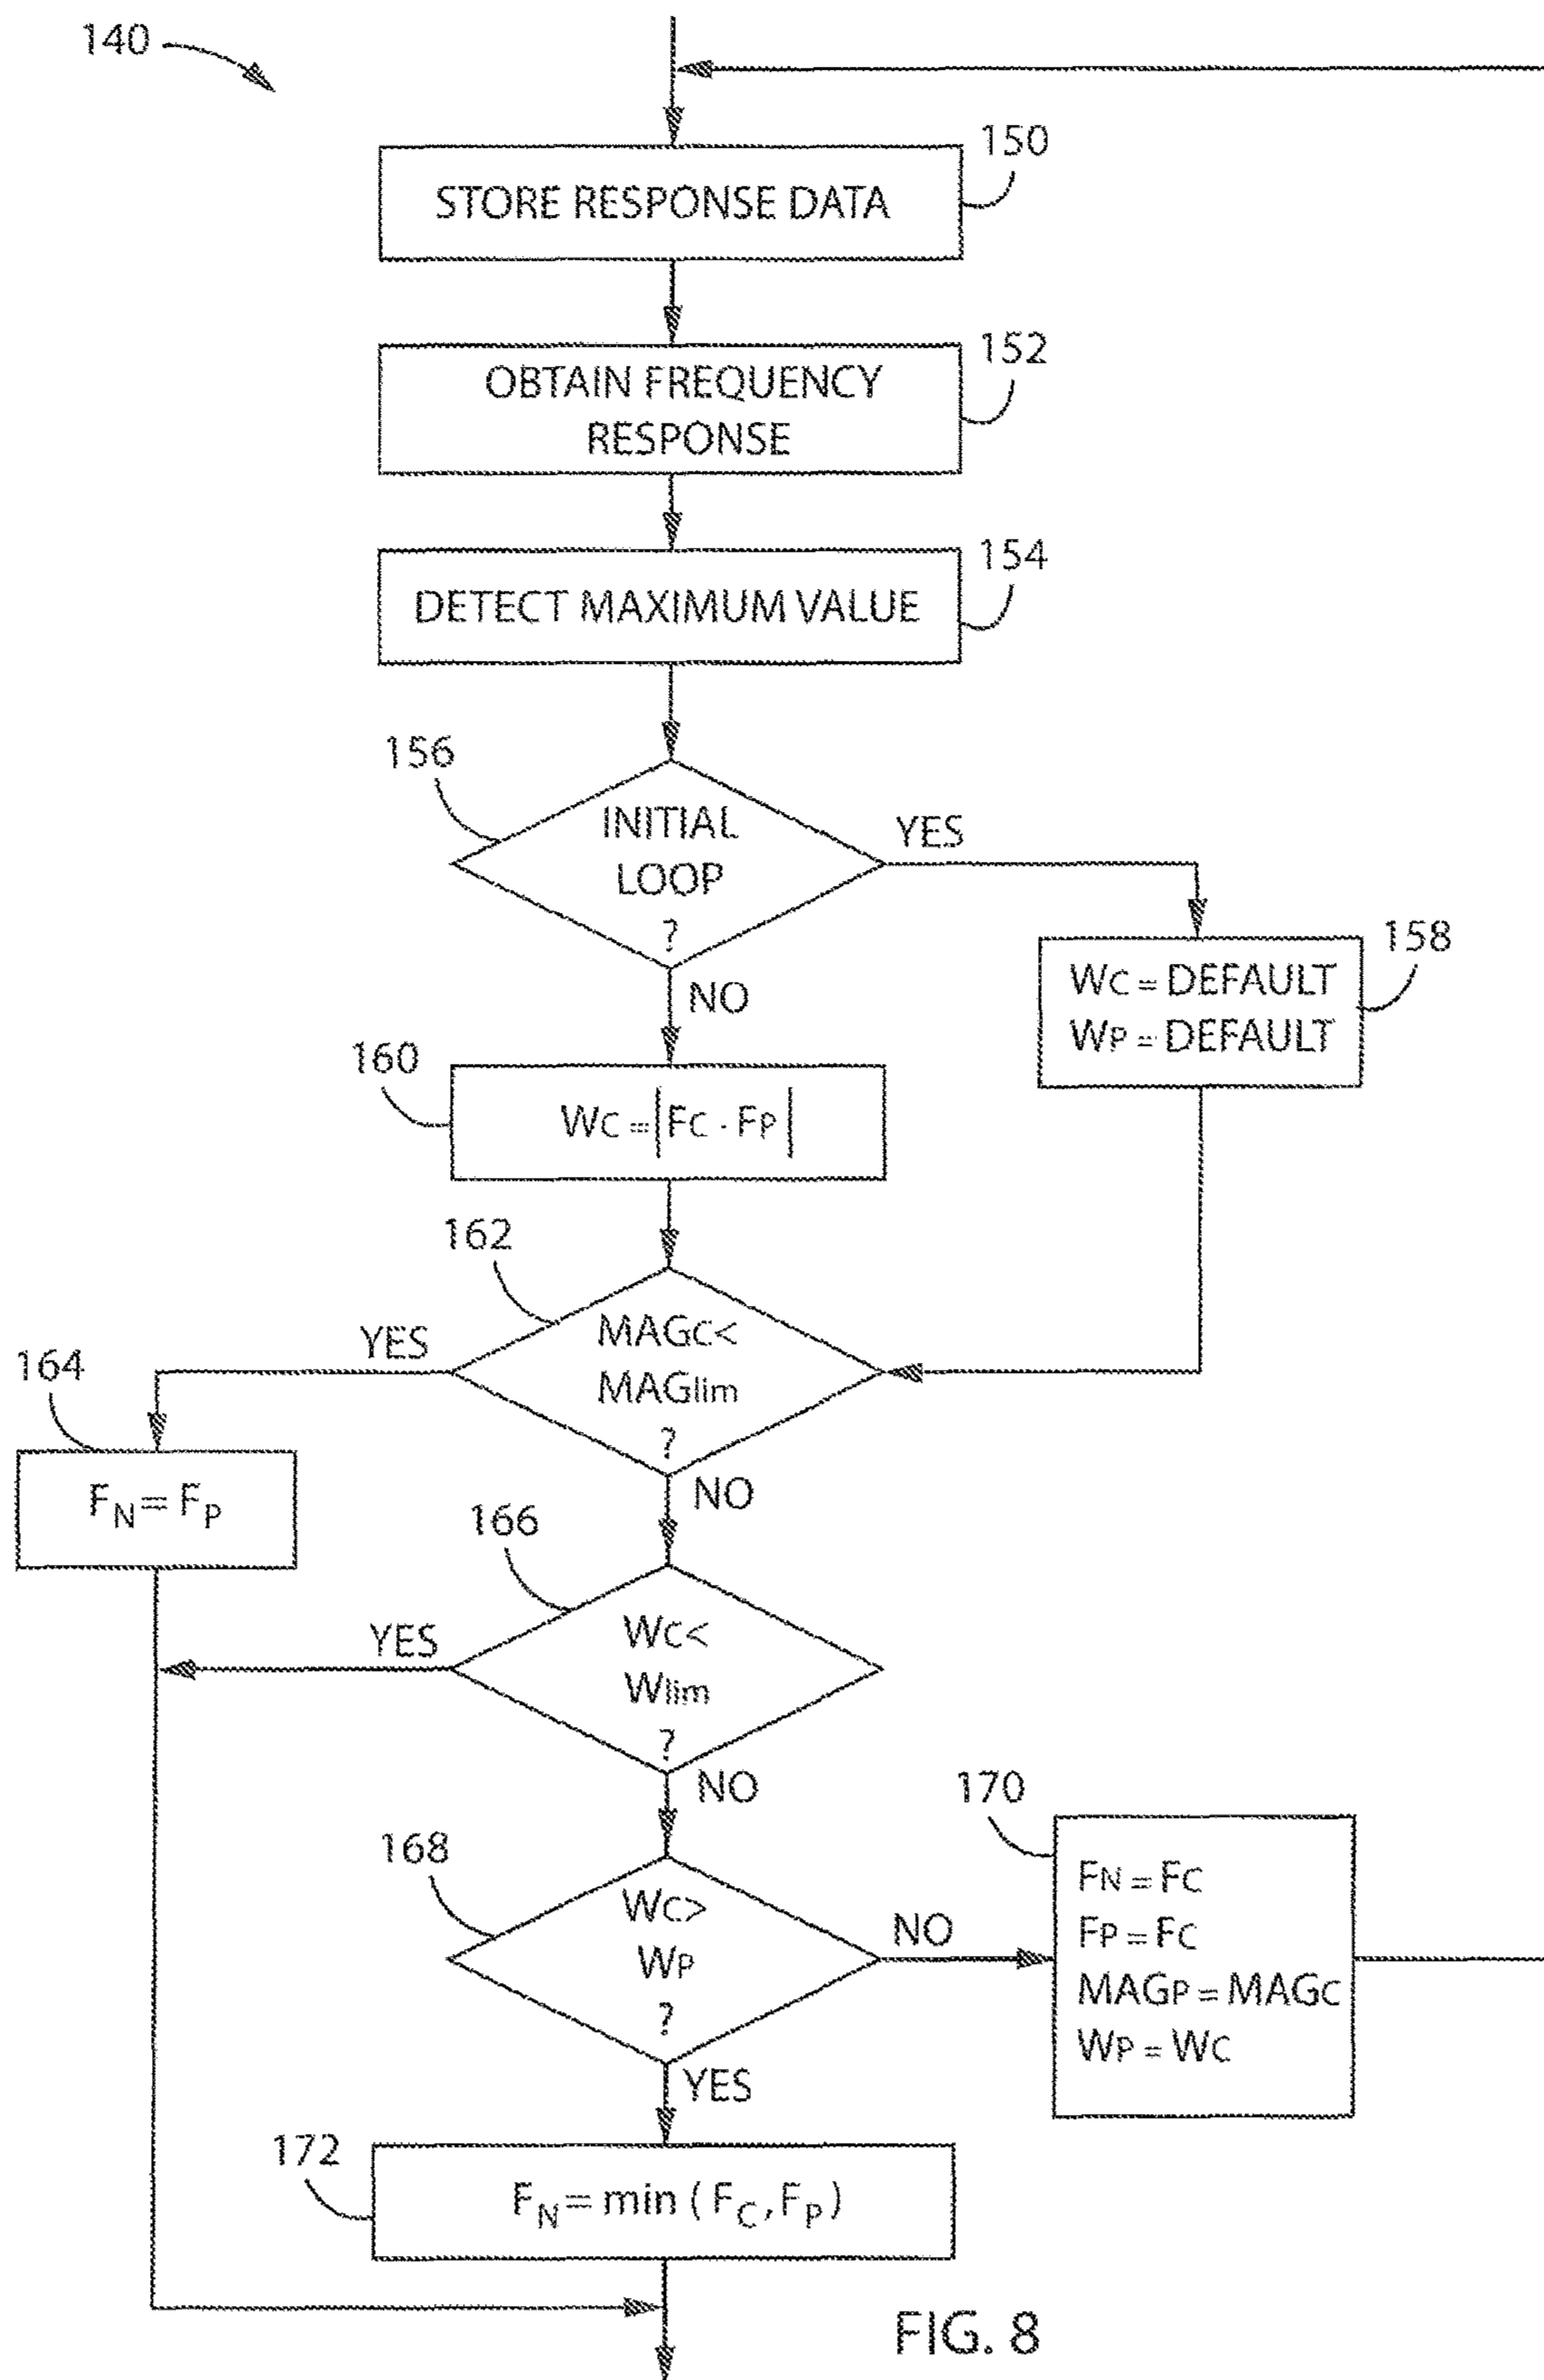 140
150
STORE RESPONSE DATA
152
OBTAIN FREQUENCY
RESPONSE
154
DETECT MAXIMUM VALUE
156
INITIAL
LOOP
?
YES
NO
158
WC = DEFAULT
WP = DEFAULT
160
WC = |FC - FP|
162
MAGC<
MAGlim
?
YES
NO
164
FN = FP
166
WC<
Wlim
?
YES
NO
168
WC>
WP
?
NO
YES
170
FN = FC
FP = FC
MAGP = MAGC
WP = WC
172
FN = min ( FC, FP )
FIG. 8